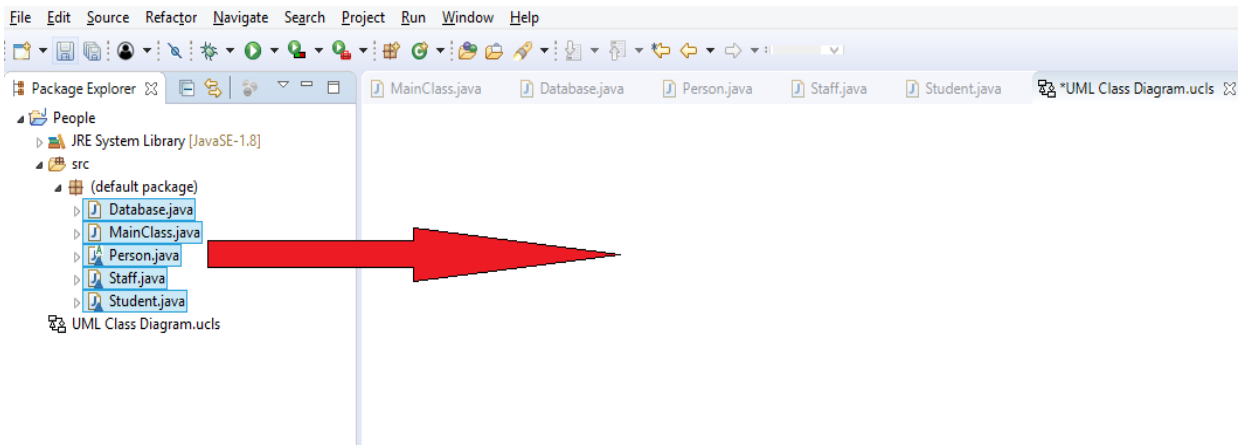 File Edit Source Refactor Navigate Search Project Run Window Help
Package Explorer
MainClass.java Database.java Person.java Staff.java Student.java *UML Class Diagram.ucls
People
JRE System Library [JavaSE-1.8]
src
(default package)
Database.java
MainClass.java
Person.java
Staff.java
Student.java
UML Class Diagram.ucls